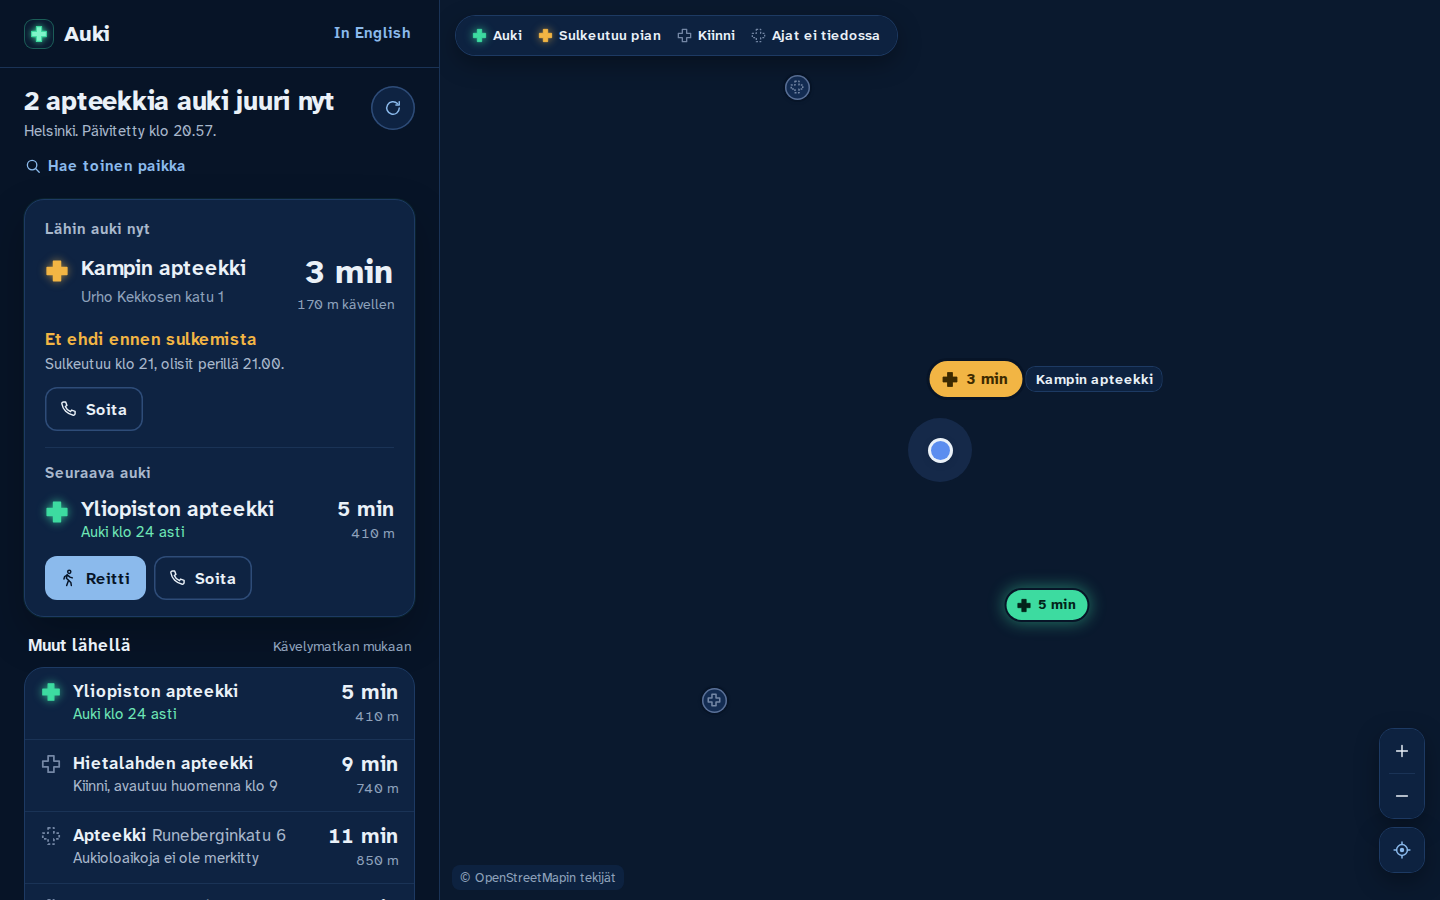 Auki
In English
2 apteekkia auki juuri nyt
Helsinki. Päivitetty klo 20.57.
Hae toinen paikka
Lähin auki nyt
Kampin apteekki
3 min
Urho Kekkosen katu 1
170 m kävellen
Et ehdi ennen sulkemista
Sulkeutuu klo 21, olisit perillä 21.00.
Soita
Seuraava auki
Yliopiston apteekki
5 min
Auki klo 24 asti
410 m
Reitti
Soita
Muut lähellä
Kävelymatkan mukaan
Yliopiston apteekki
5 min
Auki klo 24 asti
410 m
Hietalahden apteekki
9 min
Kiinni, avautuu huomenna klo 9
740 m
Apteekki Runeberginkatu 6
11 min
Aukioloaikoja ei ole merkitty
850 m
Auki
Sulkeutuu pian
Kiinni
Ajat ei tiedossa
3 min
Kampin apteekki
5 min
© OpenStreetMapin tekijät